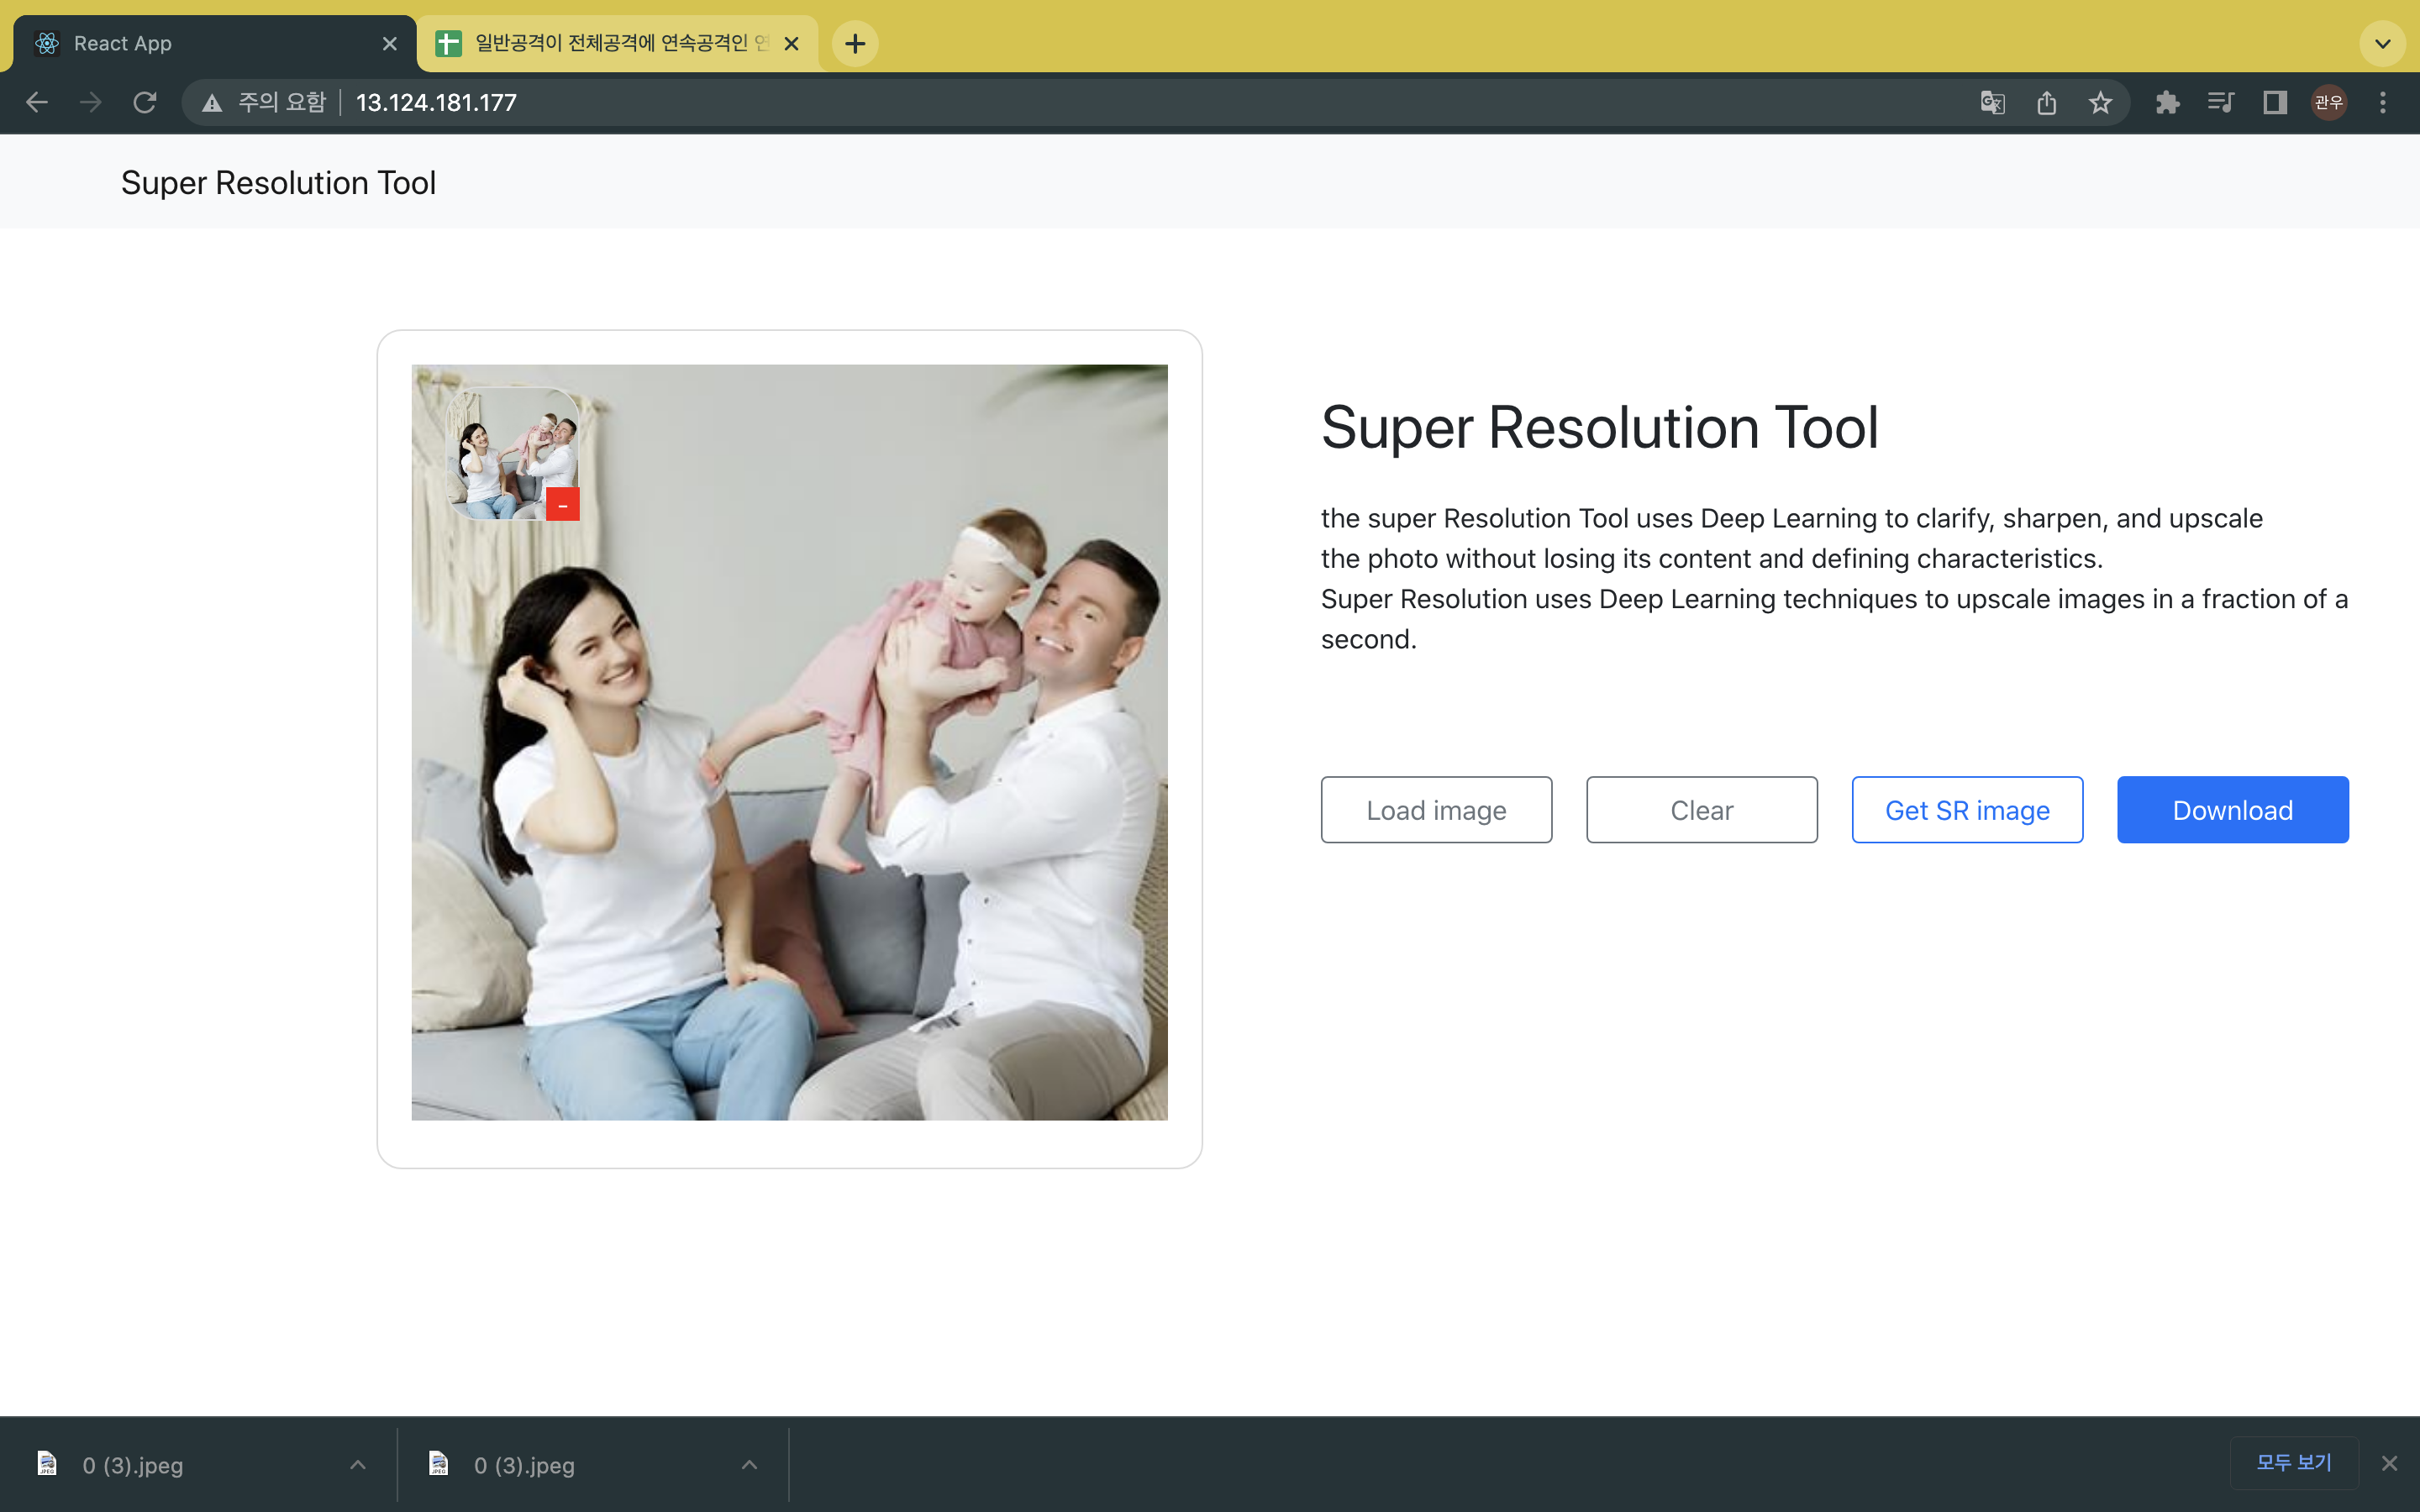 React App
일반공격이 전체공격에 연속공격인
주의 요함
13.124.181.177
관우
Super Resolution Tool
-
Super Resolution Tool
the super Resolution Tool uses Deep Learning to clarify, sharpen, and upscale
the photo without losing its content and defining characteristics.
Super Resolution uses Deep Learning techniques to upscale images in a fraction of a
second.
Load image
Clear
Get SR image
Download
0 (3).jpeg
0 (3).jpeg
모두 보기